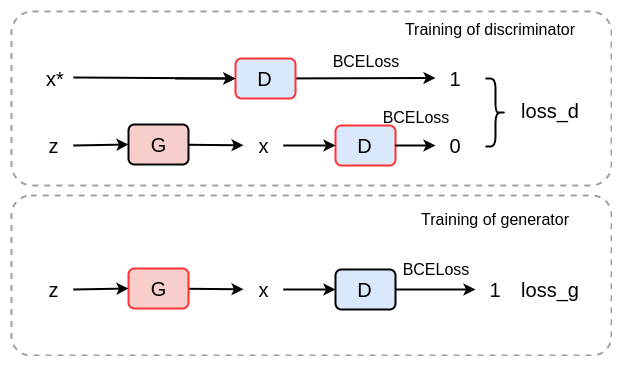 Training of discriminator
x* D BCELoss 1
z G x D BCELoss 0 loss_d
Training of generator
z G x D BCELoss 1 loss_g